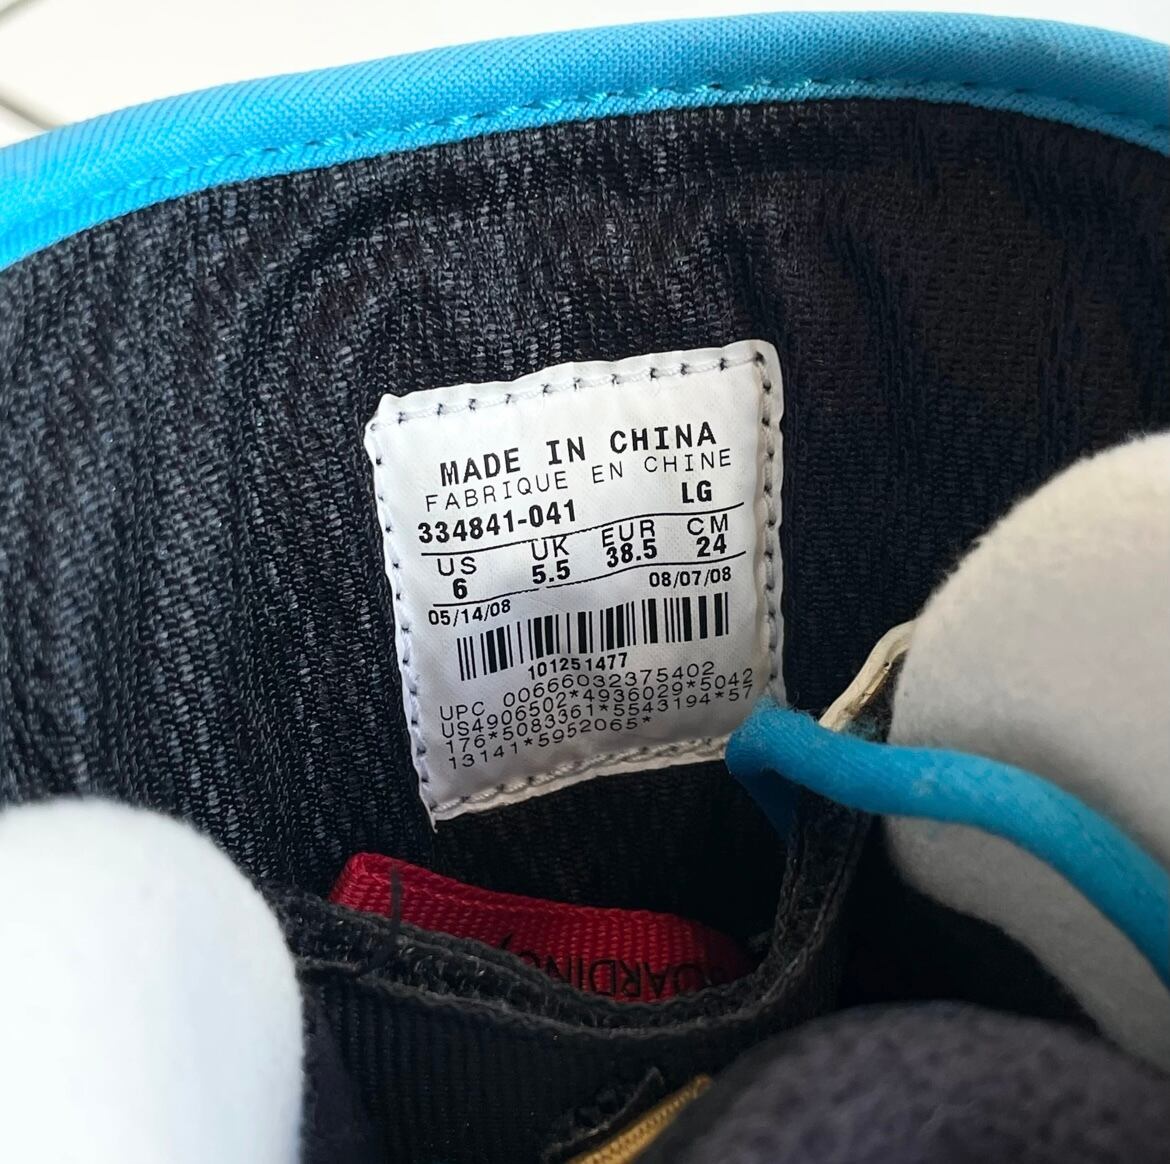 MADE IN CHINA
FABRIQUE EN CHINE
334841-041 LG
US UK EUR CM
6 5.5 38.5 24
05/14/08 08/07/08
101251477
UPC 00666032375402
US4906502*4936029*5042
176*5083361*5543194*57
13141*5952065*